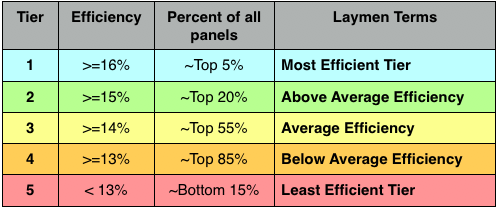 Tier Efficiency Percent of all Laymen Terms
panels
1 >=16% ~Top 5% Most Efficient Tier
2 >=15% ~Top 20% Above Average Efficiency
3 >=14% ~Top 55% Average Efficiency
4 >=13% ~Top 85% Below Average Efficiency
5 < 13% ~Bottom 15% Least Efficient Tier